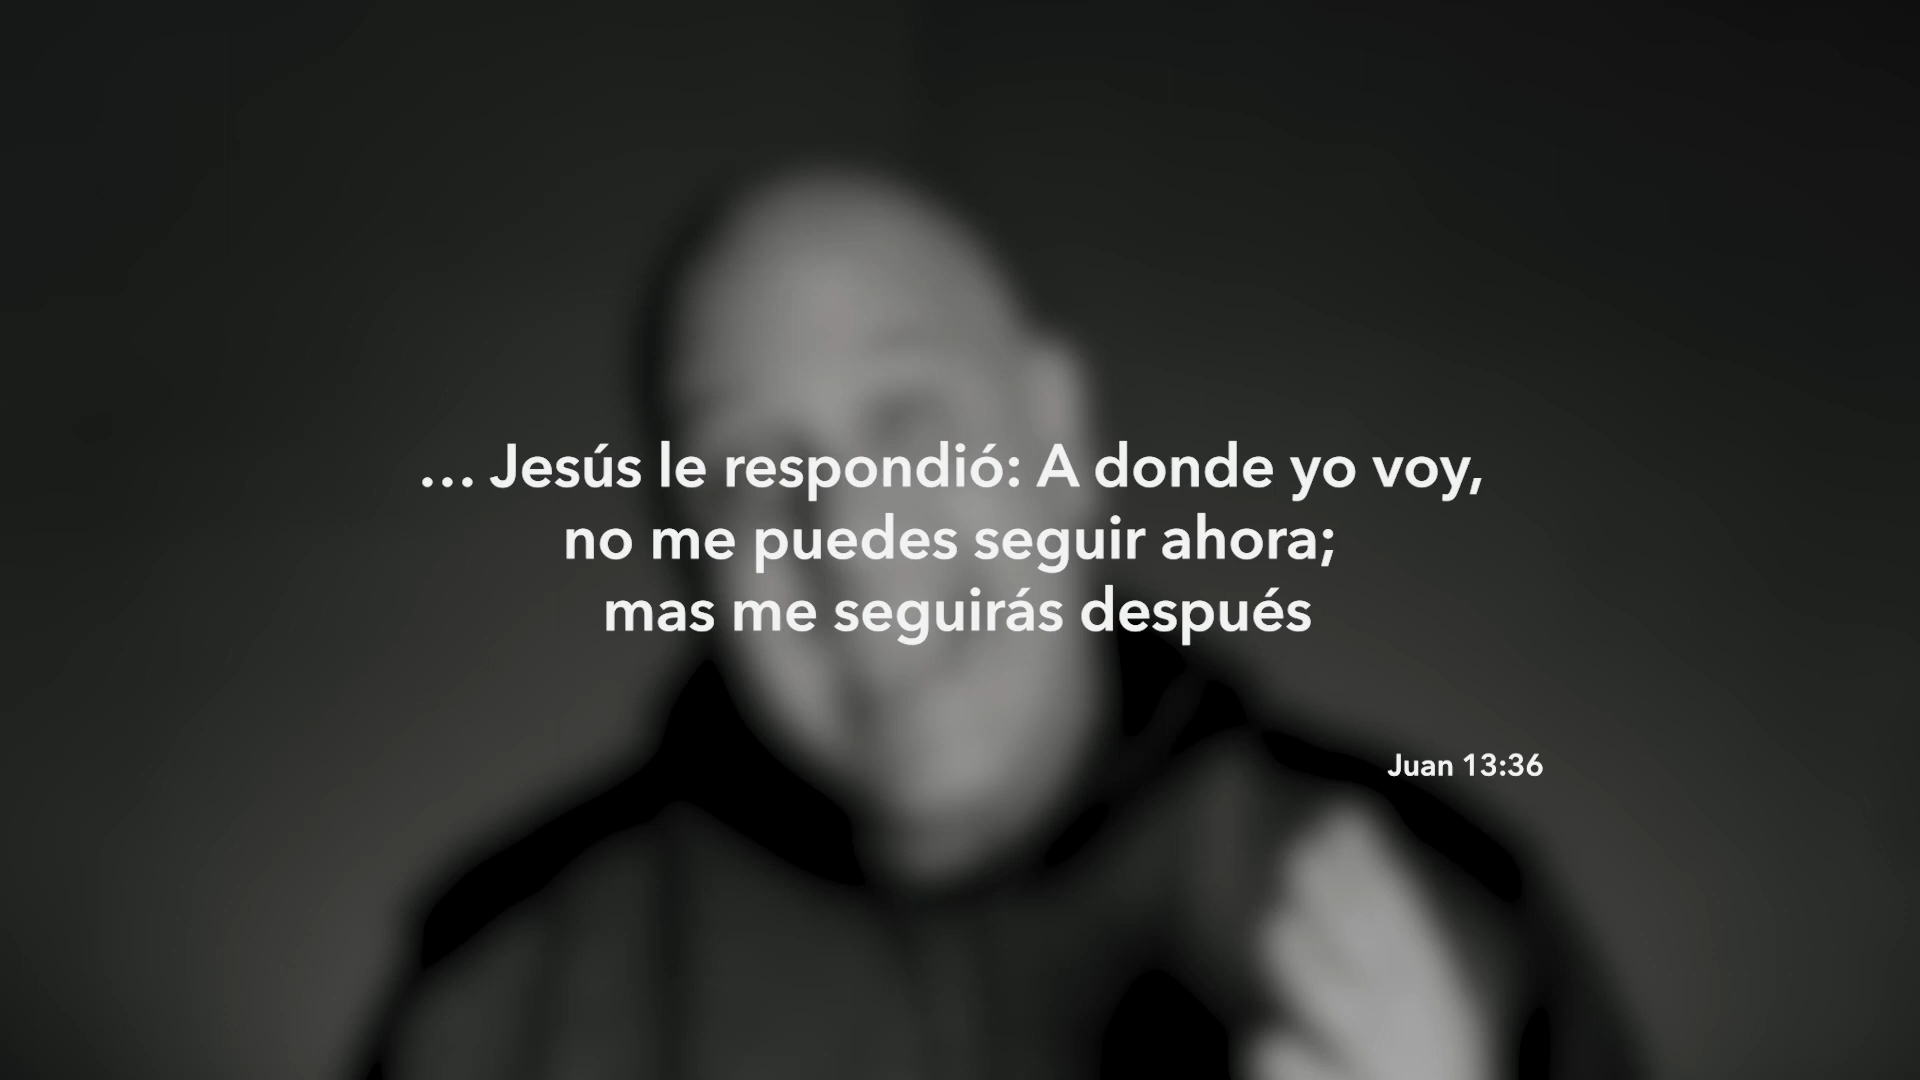 ... Jesús le respondió: A donde yo voy,
no me puedes seguir ahora;
mas me seguirás después
Juan 13:36